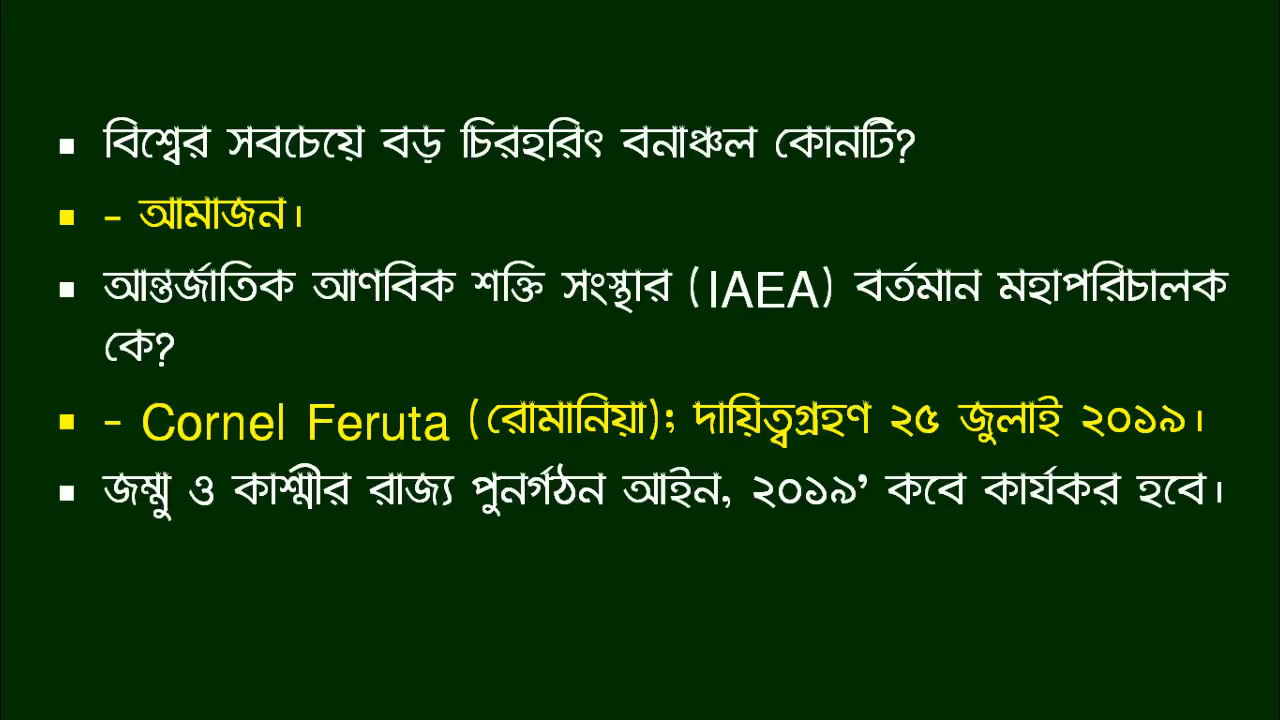 ▪ বিশ্বের সবচেয়ে বড় চিরহরিৎ বনাঞ্চল কোনটি?
▪ - আমাজন।
▪ আন্তর্জাতিক আণবিক শক্তি সংস্থার (IAEA) বর্তমান মহাপরিচালক
কে?
▪ - Cornel Feruta (রোমানিয়া); দায়িত্বগ্রহণ ২৫ জুলাই ২০১৯।
▪ জম্মু ও কাশ্মীর রাজ্য পুনর্গঠন আইন, ২০১৯’ কবে কার্যকর হবে।